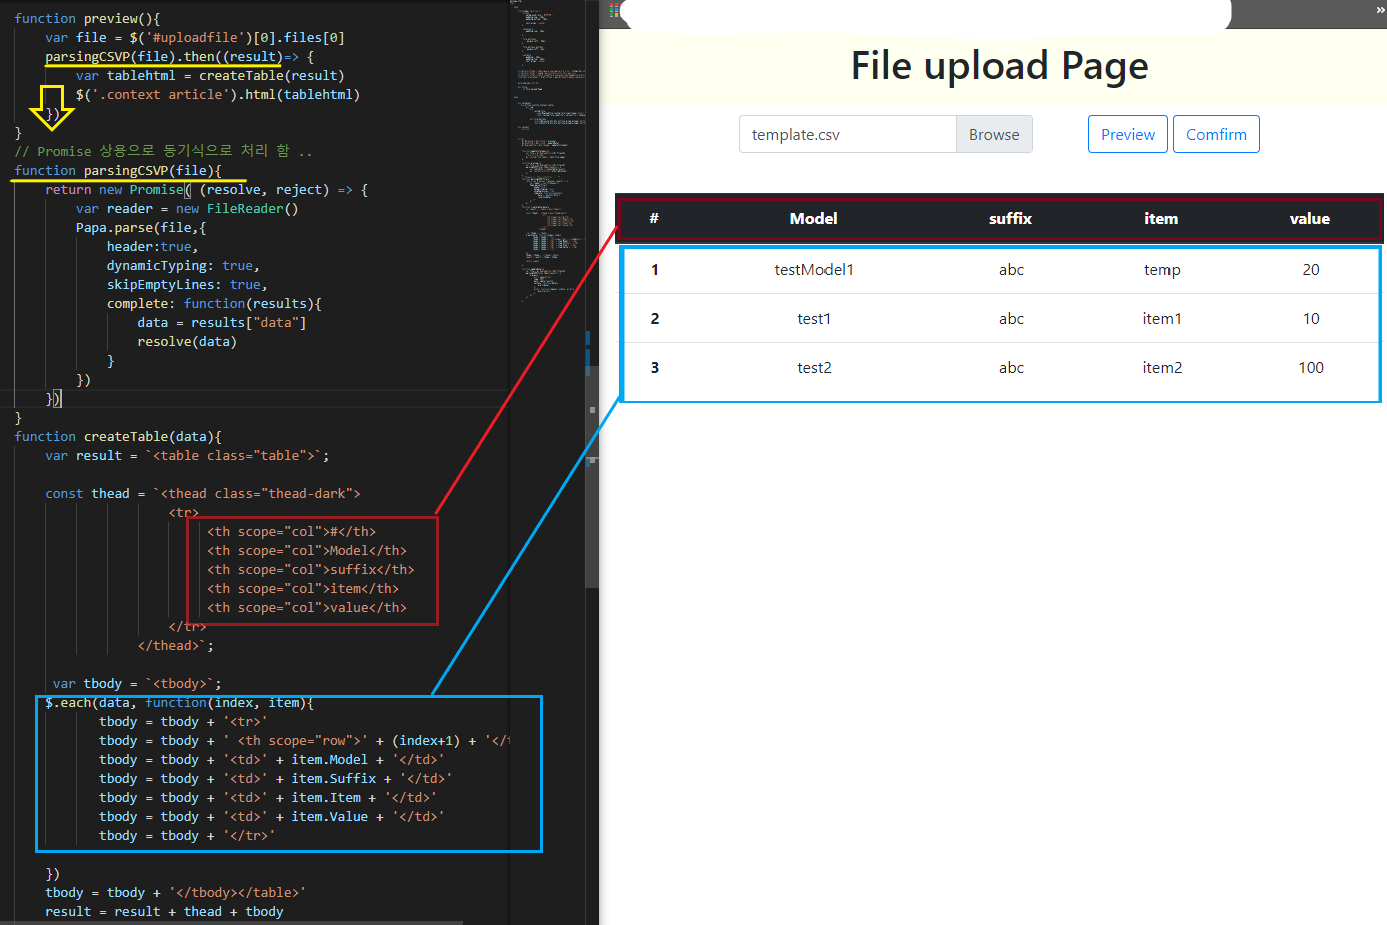 function preview(){
var file = $('#uploadfile')[0].files[0]
parsingCSVP(file).then((result)=> {
var tablehtml = createTable(result)
$('.context article').html(tablehtml)
})
}
// Promise 상용으로 동기식으로 처리 함 ..
function parsingCSVP(file){
return new Promise( (resolve, reject) => {
var reader = new FileReader()
Papa.parse(file,{
header:true,
dynamicTyping: true,
skipEmptyLines: true,
complete: function(results){
data = results["data"]
resolve(data)
}
})
})
}
function createTable(data){
var result = `<table class="table">`;
const thead = `<thead class="thead-dark">
<tr>
<th scope="col">#</th>
<th scope="col">Model</th>
<th scope="col">suffix</th>
<th scope="col">item</th>
<th scope="col">value</th>
</tr>
</thead>`;
var tbody = `<tbody>`;
$.each(data, function(index, item){
tbody = tbody + '<tr>'
tbody = tbody + ' <th scope="row">' + (index+1) + '</t
tbody = tbody + '<td>' + item.Model + '</td>'
tbody = tbody + '<td>' + item.Suffix + '</td>'
tbody = tbody + '<td>' + item.Item + '</td>'
tbody = tbody + '<td>' + item.Value + '</td>'
tbody = tbody + '</tr>'
})
tbody = tbody + '</tbody></table>'
result = result + thead + tbody
»
File upload Page
template.csv Browse Preview Comfirm
# Model suffix item value
1 testModel1 abc temp 20
2 test1 abc item1 10
3 test2 abc item2 100